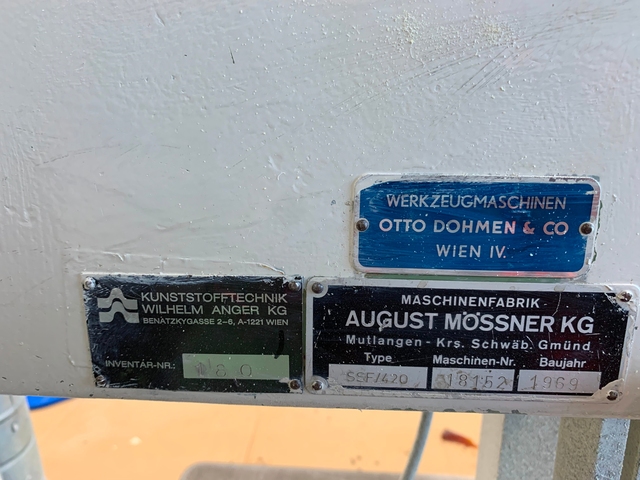 WERKZEUGMASCHINEN
OTTO DOHMEN & CO
WIEN IV.
KUNSTSTOFFTECHNIK
WILHELM ANGER KG
BENATZKYGASSE 2-6, A-1221 WIEN
INVENTAR-NR.:
MASCHINENFABRIK
AUGUST MÖSSNER KG
Mutlangen - Krs. Schwäb. Gmünd
Type Maschinen-Nr. Baujahr
SSF/420 18152 1969